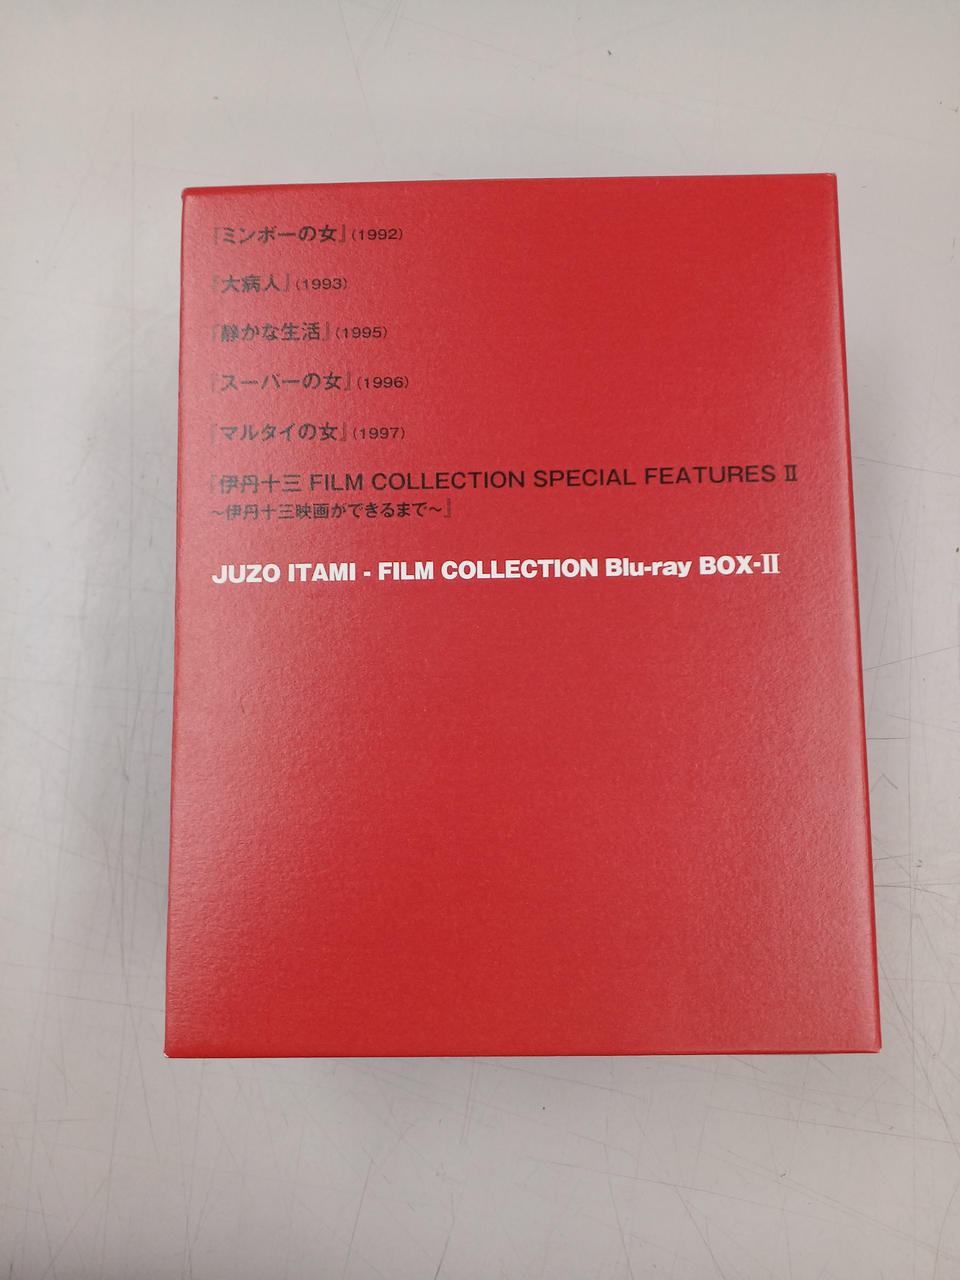 『ミンボーの女』(1992)
『大病人』(1993)
『静かな生活』(1995)
『スーパーの女』(1996)
『マルタイの女』(1997)
『伊丹十三 FILM COLLECTION SPECIAL FEATURES Ⅱ
～伊丹十三映画ができるまで～』
JUZO ITAMI - FILM COLLECTION Blu-ray BOX-Ⅱ